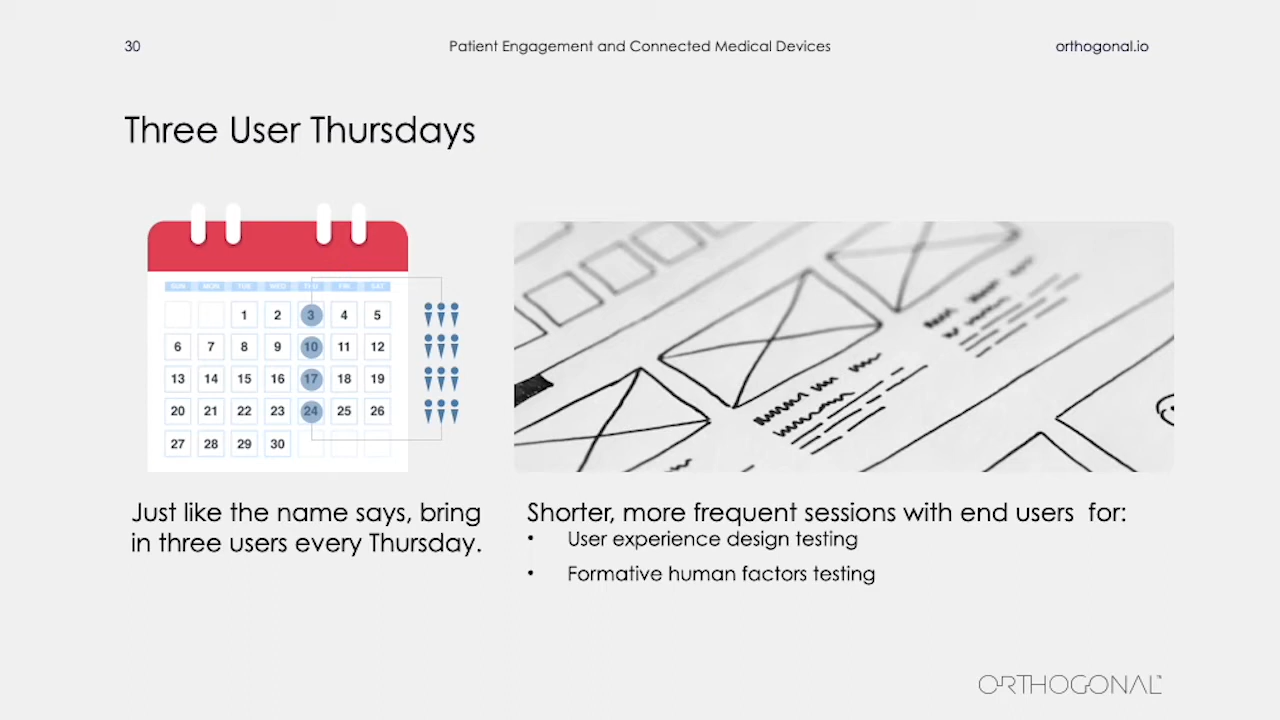 30
Patient Engagement and Connected Medical Devices
orthogonal.io
Three User Thursdays
SUN MON TUE WED THU FRI SAT
1 2 3 4 5
6 7 8 9 10 11 12
13 14 15 16 17 18 19
20 21 22 23 24 25 26
27 28 29 30
Just like the name says, bring
in three users every Thursday.
Shorter, more frequent sessions with end users  for:
• User experience design testing
• Formative human factors testing
ORTHOGONAL™